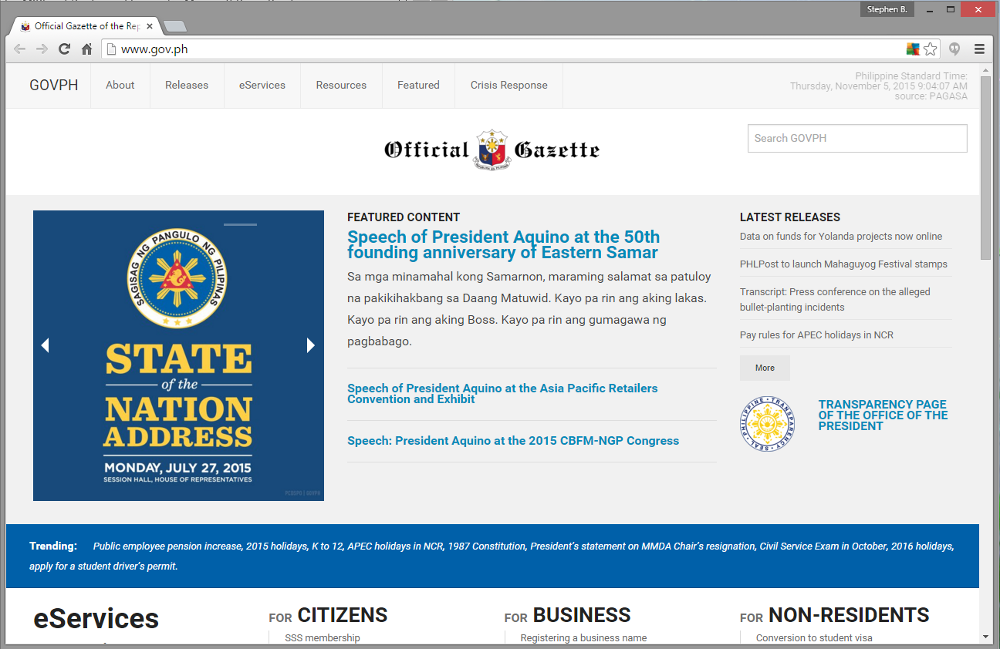 Stephen B.
Official Gazette of the Rep
www.gov.ph
GOVPH
About
Releases
eServices
Resources
Featured
Crisis Response
Philippine Standard Time:
Thursday, November 5, 2015 9:04:07 AM
source: PAGASA
Official Gazette
Search GOVPH
SAGISAG NG PANGULO NG PILIPINAS
STATE
of the
NATION
ADDRESS
MONDAY, JULY 27, 2015
SESSION HALL, HOUSE OF REPRESENTATIVES
PCDSPO | GOVPH
FEATURED CONTENT
Speech of President Aquino at the 50th
founding anniversary of Eastern Samar
Sa mga minamahal kong Samarnon, maraming salamat sa patuloy
na pakikihakbang sa Daang Matuwid. Kayo pa rin ang aking lakas.
Kayo pa rin ang aking Boss. Kayo pa rin ang gumagawa ng
pagbabago.
Speech of President Aquino at the Asia Pacific Retailers
Convention and Exhibit
Speech: President Aquino at the 2015 CBFM-NGP Congress
LATEST RELEASES
Data on funds for Yolanda projects now online
PHLPost to launch Mahaguyog Festival stamps
Transcript: Press conference on the alleged
bullet-planting incidents
Pay rules for APEC holidays in NCR
More
PHILIPPINE TRANSPARENCY SEAL
TRANSPARENCY PAGE
OF THE OFFICE OF THE
PRESIDENT
Trending: Public employee pension increase, 2015 holidays, K to 12, APEC holidays in NCR, 1987 Constitution, President's statement on MMDA Chair's resignation, Civil Service Exam in October, 2016 holidays,
apply for a student driver's permit.
eServices
FOR CITIZENS
SSS membership
FOR BUSINESS
Registering a business name
FOR NON-RESIDENTS
Conversion to student visa